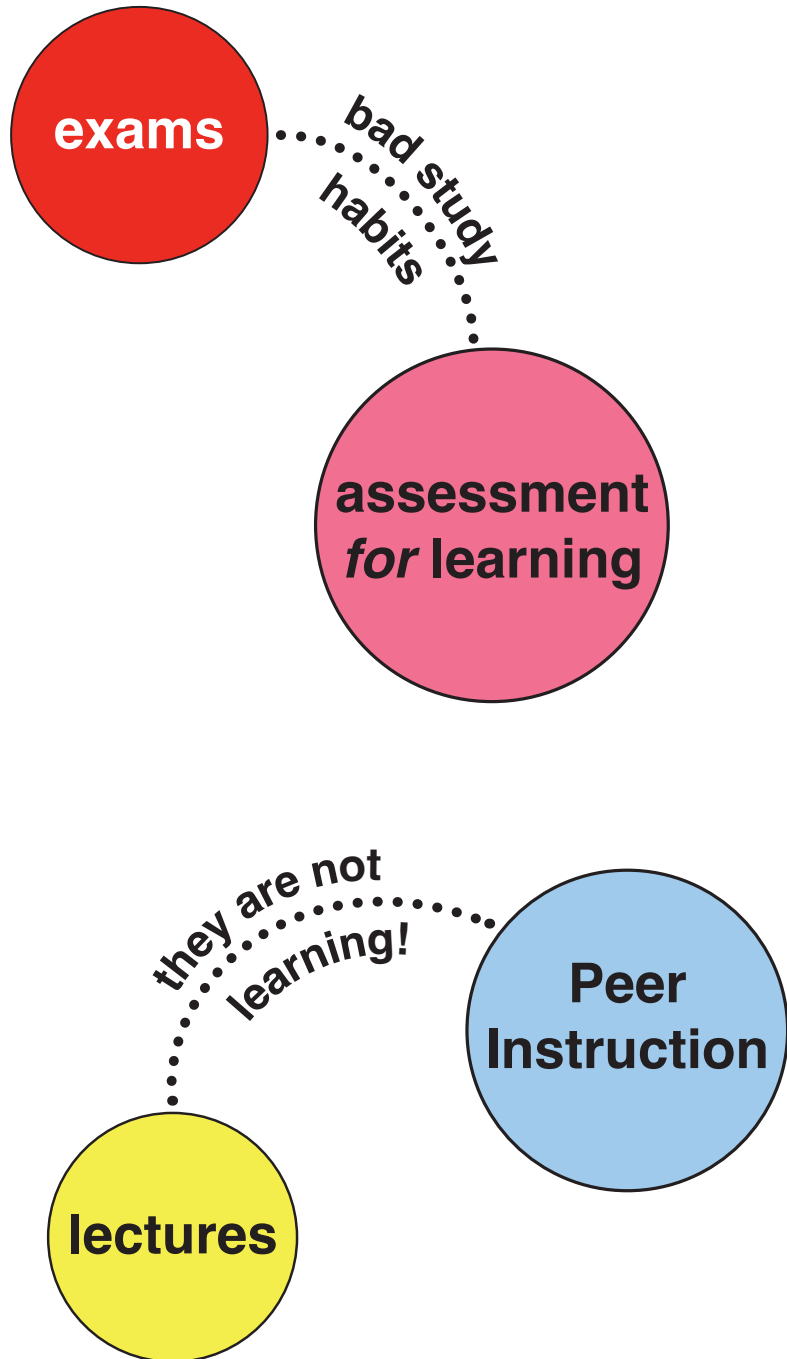 exams
bad study
habits
assessment
for learning
they are not
learning!
Peer
Instruction
lectures